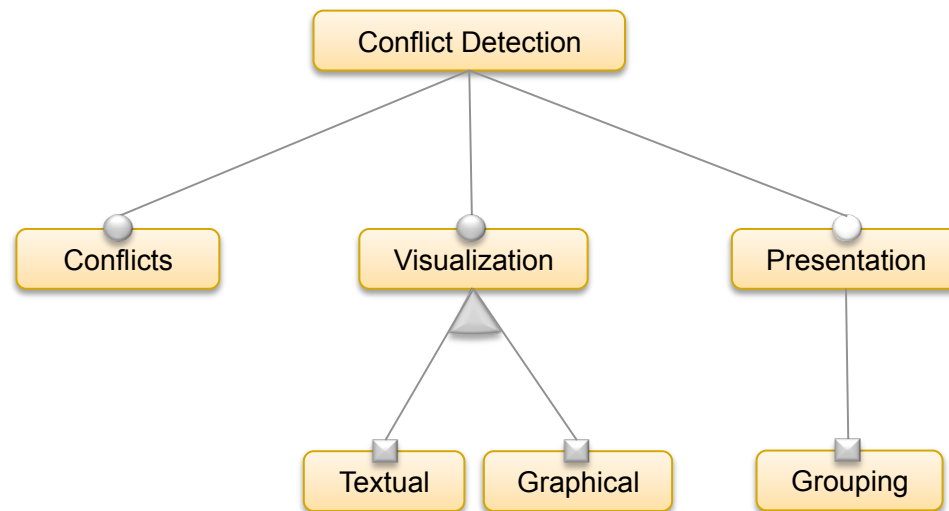 Conflict Detection
Conflicts
Visualization
Presentation
Textual
Graphical
Grouping